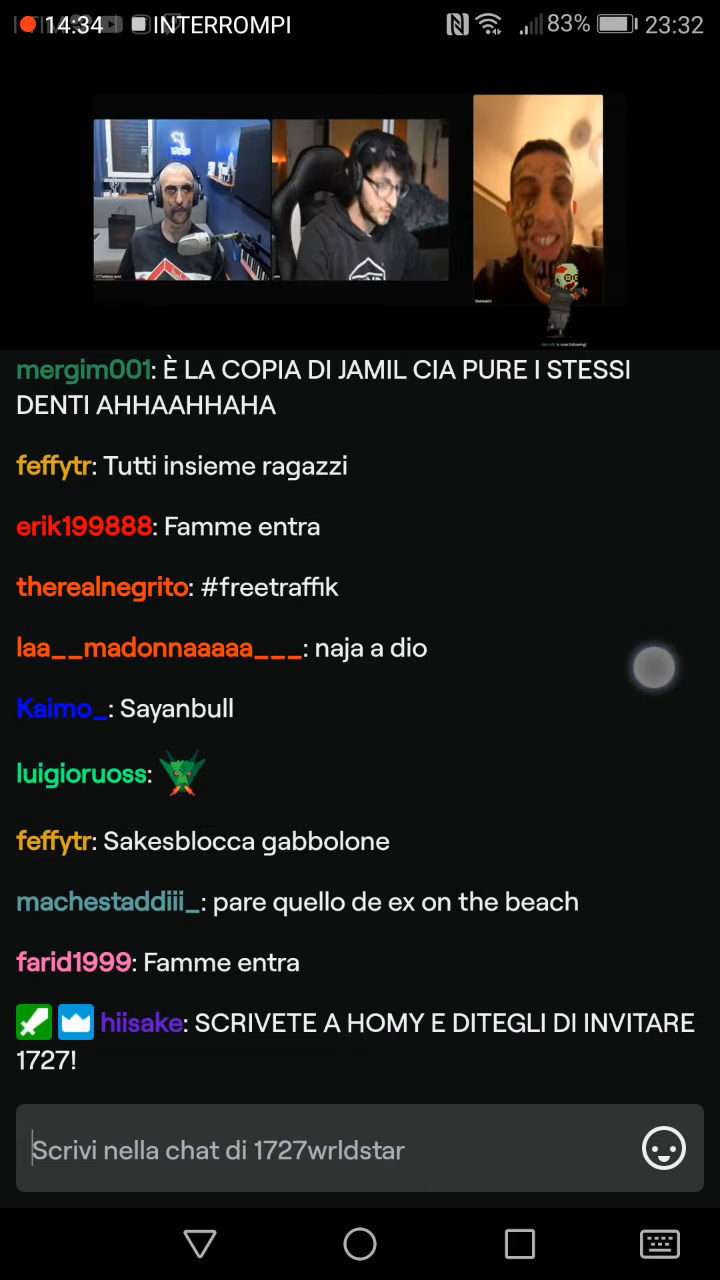 14:34 INTERROMPI 83% 23:32
mergim001: È LA COPIA DI JAMIL CIA PURE I STESSI
DENTI AHHAAHHAHA
feffytr: Tutti insieme ragazzi
erik199888: Famme entra
therealnegrito: #freetraffik
laa__madonnaaaaa___: naja a dio
Kaimo_: Sayanbull
luigioruoss:
feffytr: Sakesblocca gabbolone
machestaddiii_: pare quello de ex on the beach
farid1999: Famme entra
hiisake: SCRIVETE A HOMY E DITEGLI DI INVITARE
1727!
Scrivi nella chat di 1727wrldstar